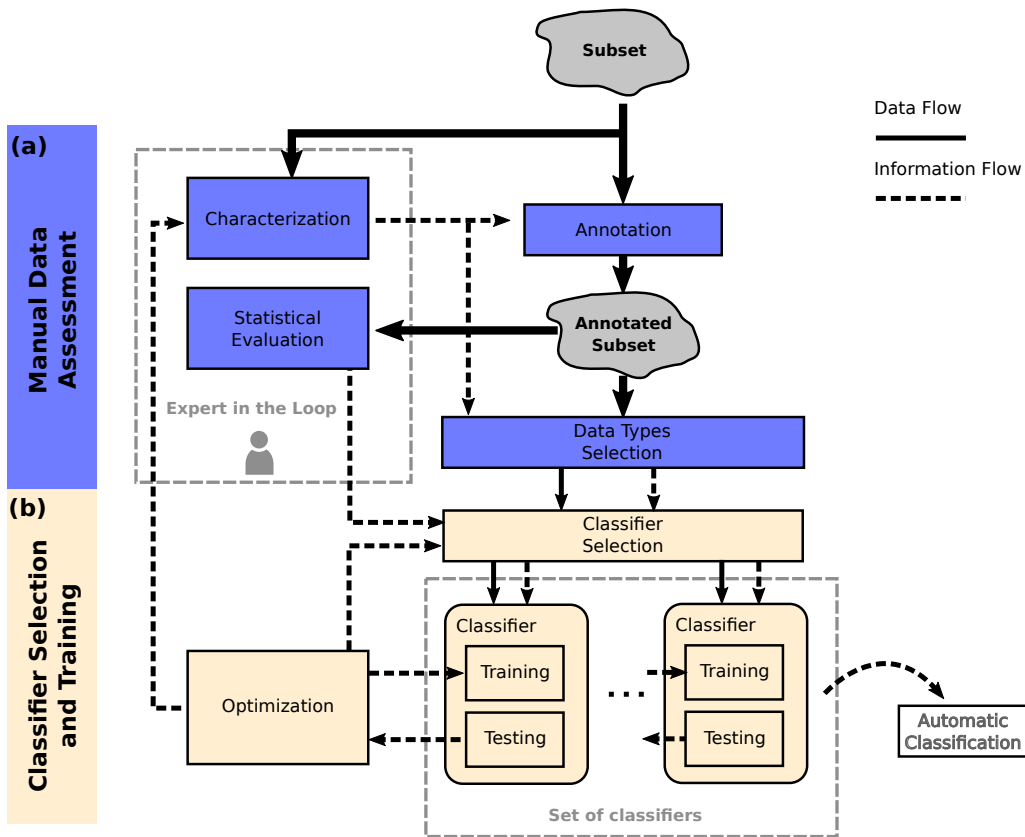 Subset
Data Flow
Information Flow
(a)
Manual Data
Assessment
Characterization
Annotation
Statistical
Evaluation
Annotated
Subset
Expert in the Loop
Data Types
Selection
(b)
Classifier Selection
and Training
Classifier
Selection
Classifier
Training
Testing
...
Classifier
Training
Testing
Optimization
Automatic
Classification
Set of classifiers